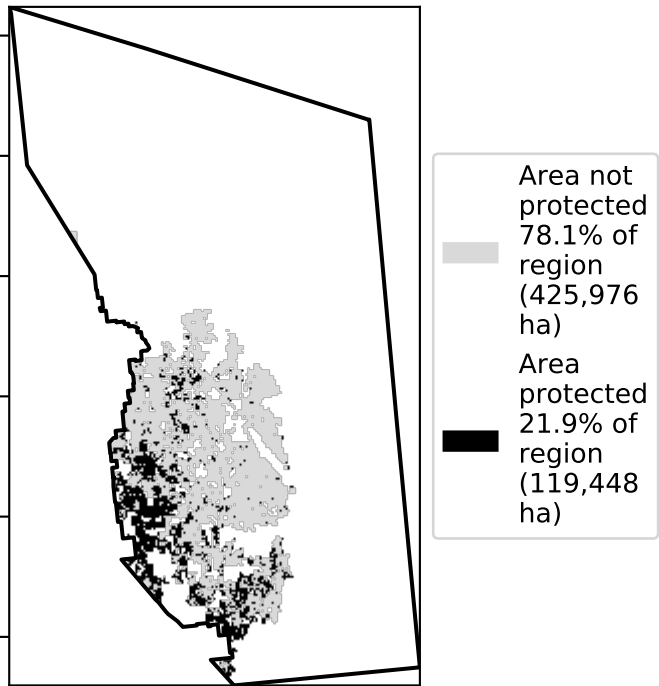 Area not
protected
78.1% of
region
(425,976
ha)
Area
protected
21.9% of
region
(119,448
ha)